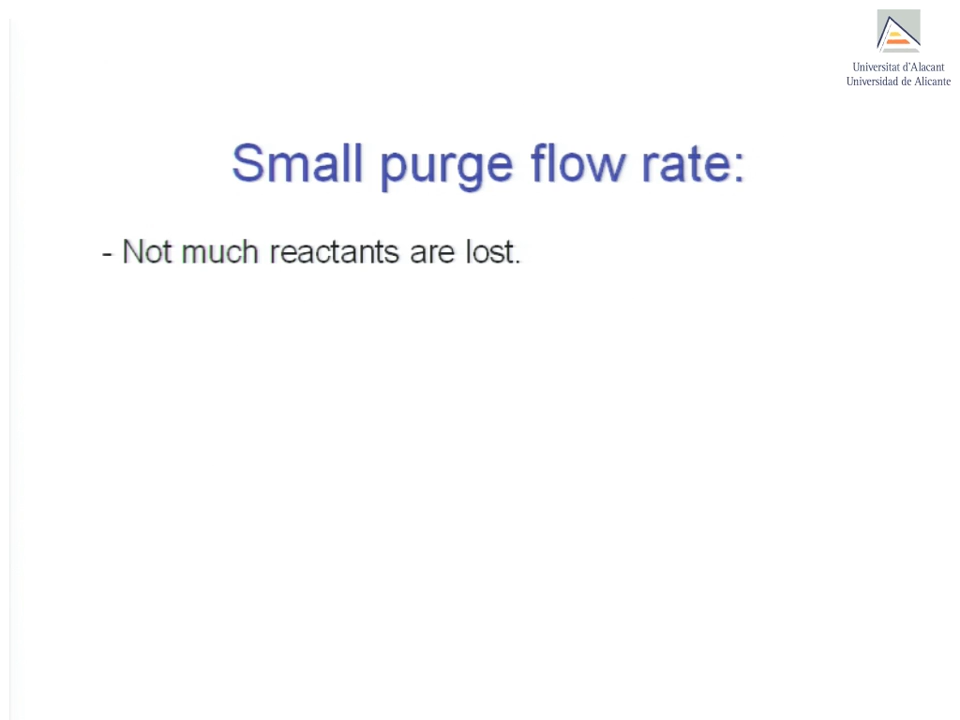 Universitat d'Alacant
Universidad de Alicante
Small purge flow rate:
- Not much reactants are lost.